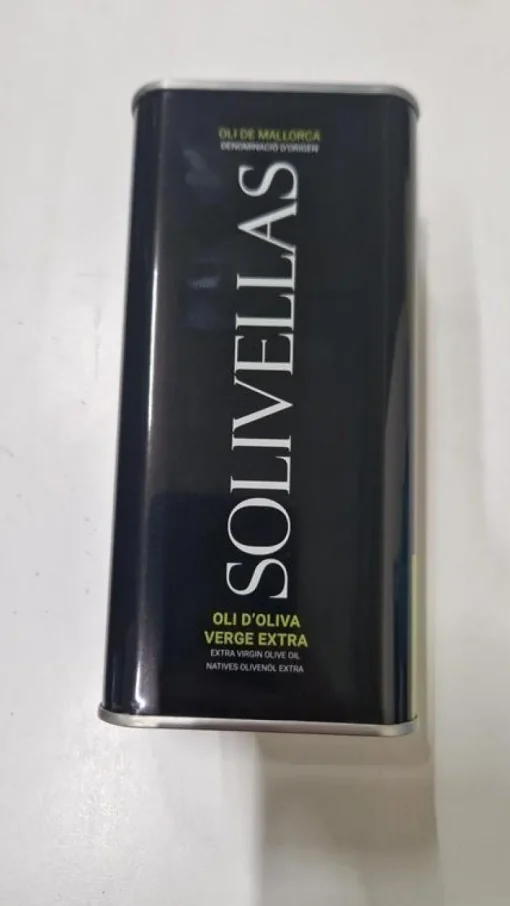 OLI DE MALLORCA
DENOMINACIÓ D'ORIGEN
SOLIVELLAS
OLI D'OLIVA
VERGE EXTRA
EXTRA VIRGIN OLIVE OIL
NATIVES OLIVENÖL EXTRA